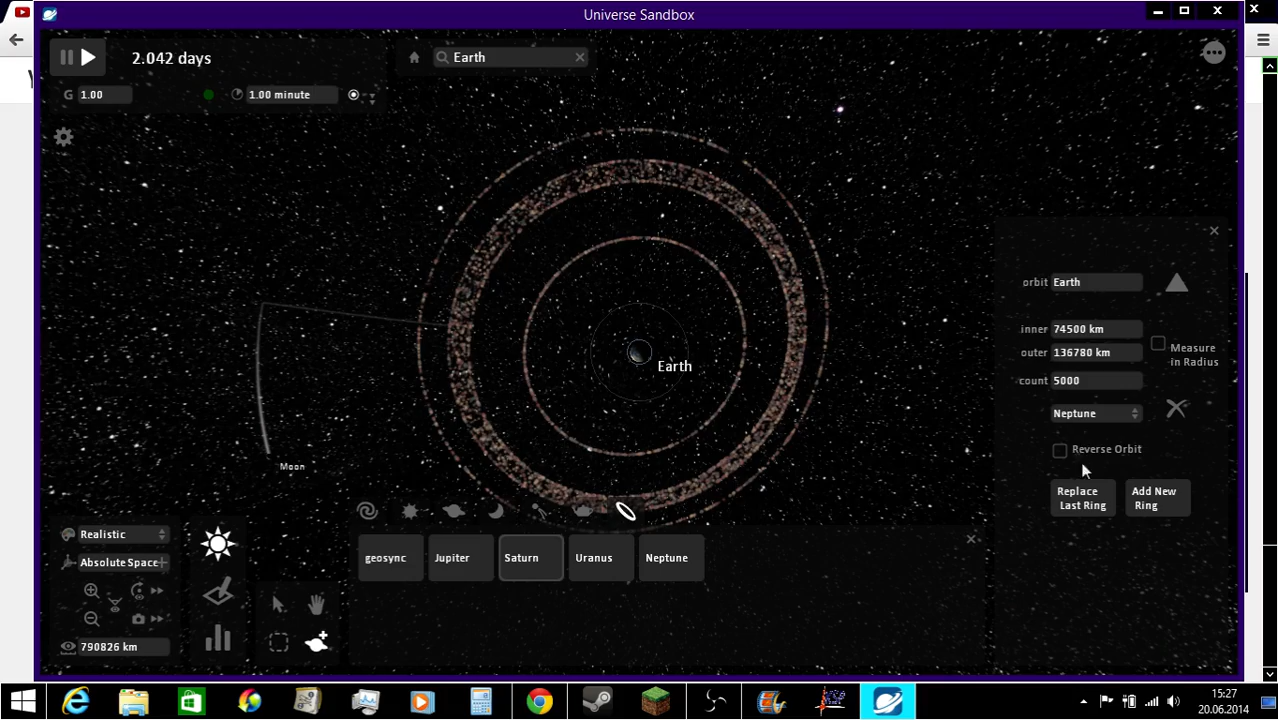 Universe Sandbox
2.042 days
Earth
G 1.00
1.00 minute
orbit Earth
inner 74500 km
outer 136780 km
Measure
in Radius
count 5000
Neptune
Reverse Orbit
Replace
Last Ring
Add New
Ring
Earth
Moon
Realistic
Absolute Space
790826 km
geosync
Jupiter
Saturn
Uranus
Neptune
15:27
20.06.2014